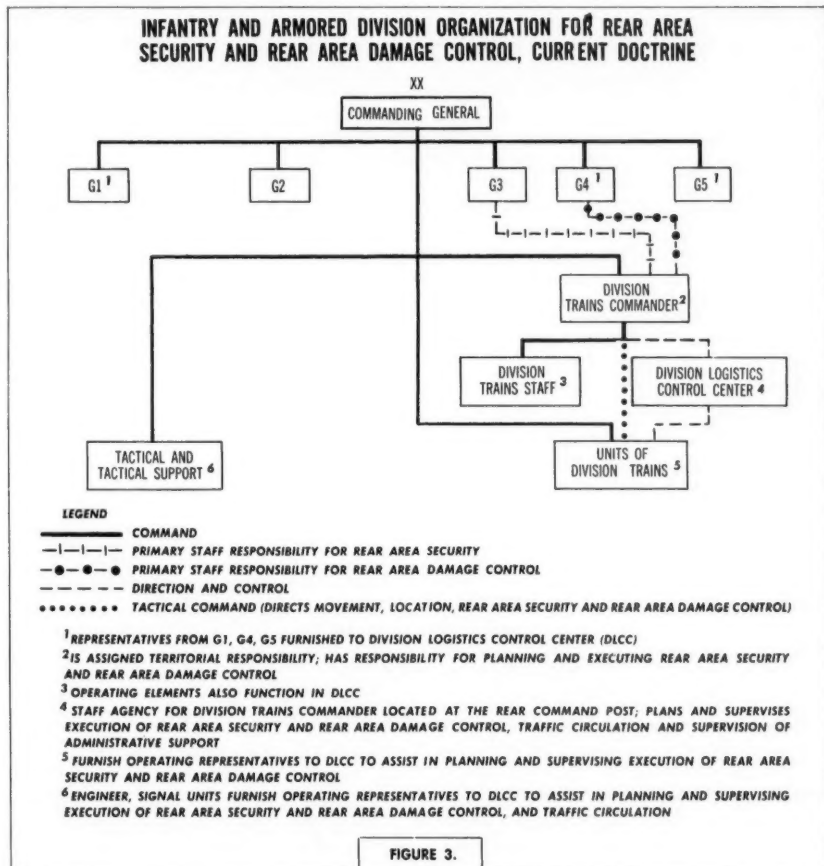 INFANTRY AND ARMORED DIVISION ORGANIZATION FOR REAR AREA
SECURITY AND REAR AREA DAMAGE CONTROL, CURRENT DOCTRINE
XX
COMMANDING GENERAL
G1 1
G2
G3
G4 1
G5 1
DIVISION
TRAINS COMMANDER 2
DIVISION
TRAINS STAFF 3
DIVISION LOGISTICS
CONTROL CENTER 4
TACTICAL AND
TACTICAL SUPPORT 6
UNITS OF
DIVISION TRAINS 5
LEGEND
COMMAND
PRIMARY STAFF RESPONSIBILITY FOR REAR AREA SECURITY
PRIMARY STAFF RESPONSIBILITY FOR REAR AREA DAMAGE CONTROL
DIRECTION AND CONTROL
TACTICAL COMMAND (DIRECTS MOVEMENT, LOCATION, REAR AREA SECURITY AND REAR AREA DAMAGE CONTROL)
1 REPRESENTATIVES FROM G1, G4, G5 FURNISHED TO DIVISION LOGISTICS CONTROL CENTER (DLCC)
2 IS ASSIGNED TERRITORIAL RESPONSIBILITY; HAS RESPONSIBILITY FOR PLANNING AND EXECUTING REAR AREA SECURITY
AND REAR AREA DAMAGE CONTROL
3 OPERATING ELEMENTS ALSO FUNCTION IN DLCC
4 STAFF AGENCY FOR DIVISION TRAINS COMMANDER LOCATED AT THE REAR COMMAND POST; PLANS AND SUPERVISES
EXECUTION OF REAR AREA SECURITY AND REAR AREA DAMAGE CONTROL, TRAFFIC CIRCULATION AND SUPERVISION OF
ADMINISTRATIVE SUPPORT
5 FURNISH OPERATING REPRESENTATIVES TO DLCC TO ASSIST IN PLANNING AND SUPERVISING EXECUTION OF REAR AREA
SECURITY AND REAR AREA DAMAGE CONTROL
6 ENGINEER, SIGNAL UNITS FURNISH OPERATING REPRESENTATIVES TO DLCC TO ASSIST IN PLANNING AND SUPERVISING
EXECUTION OF REAR AREA SECURITY AND REAR AREA DAMAGE CONTROL, AND TRAFFIC CIRCULATION
FIGURE 3.